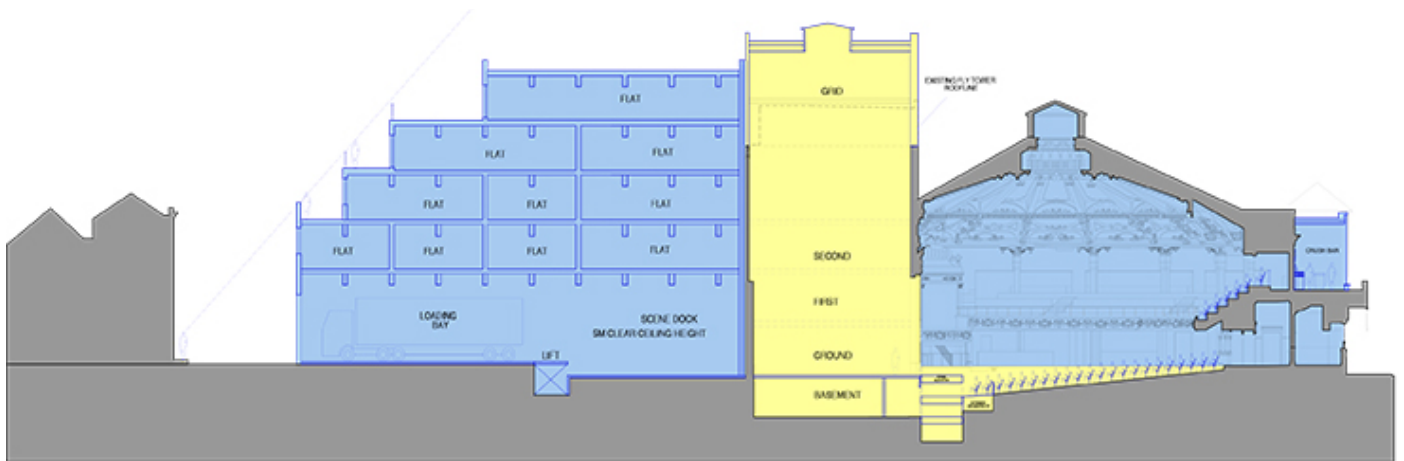 EXISTING FLY TOWER
ROOFLINE
GRID
FLAT
FLAT
FLAT
FLAT
FLAT
FLAT
FLAT
FLAT
FLAT
FLAT
SECOND
CRUSH BAR
FIRST
LOADING
BAY
SCENE DOCK
5M CLEAR CEILING HEIGHT
LIFT
GROUND
BASEMENT